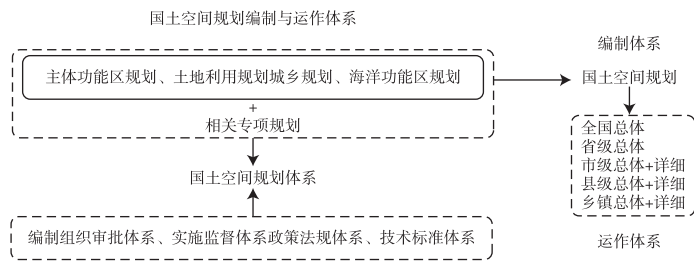 国土空间规划编制与运作体系
主体功能区规划、土地利用规划城乡规划、海洋功能区规划
+
相关专项规划
国土空间规划体系
编制组织审批体系、实施监督体系政策法规体系、技术标准体系
编制体系
国土空间规划
全国总体
省级总体
市级总体+详细
县级总体+详细
乡镇总体+详细
运作体系